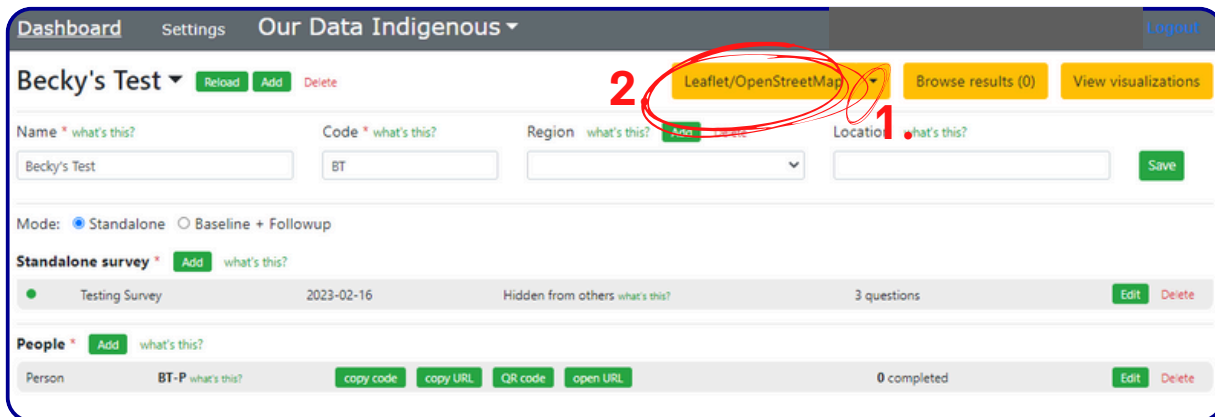 Dashboard Settings Our Data Indigenous Logout
Becky's Test Reload Add Delete 2. Leaflet/OpenStreetMap Browse results (0) View visualizations
1.
Name * what's this? Code * what's this? Region what's this? Add Delete Location what's this?
Becky's Test BT Save
Mode: Standalone Baseline + Followup
Standalone survey * Add what's this?
Testing Survey 2023-02-16 Hidden from others what's this? 3 questions Edit Delete
People * Add what's this?
Person BT-P what's this? copy code copy URL QR code open URL 0 completed Edit Delete